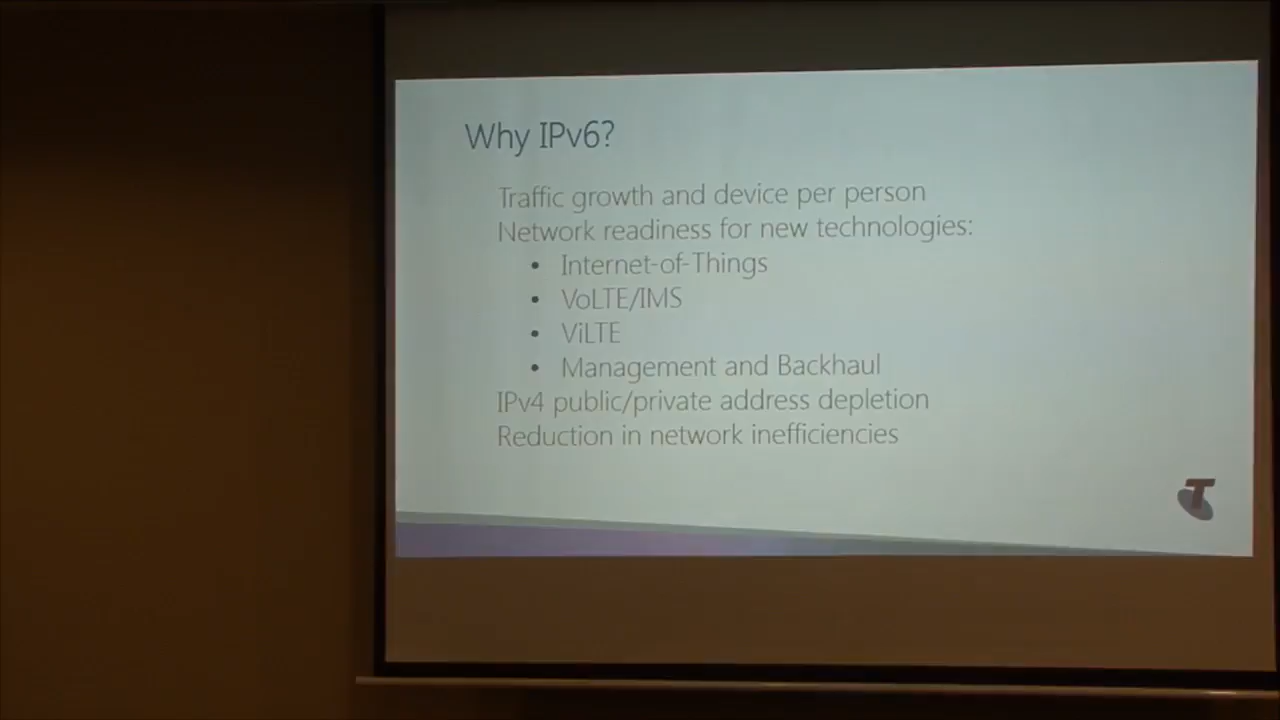 Why IPv6?
Traffic growth and device per person
Network readiness for new technologies:
• Internet-of-Things
• VoLTE/IMS
• ViLTE
• Management and Backhaul
IPv4 public/private address depletion
Reduction in network inefficiencies
T